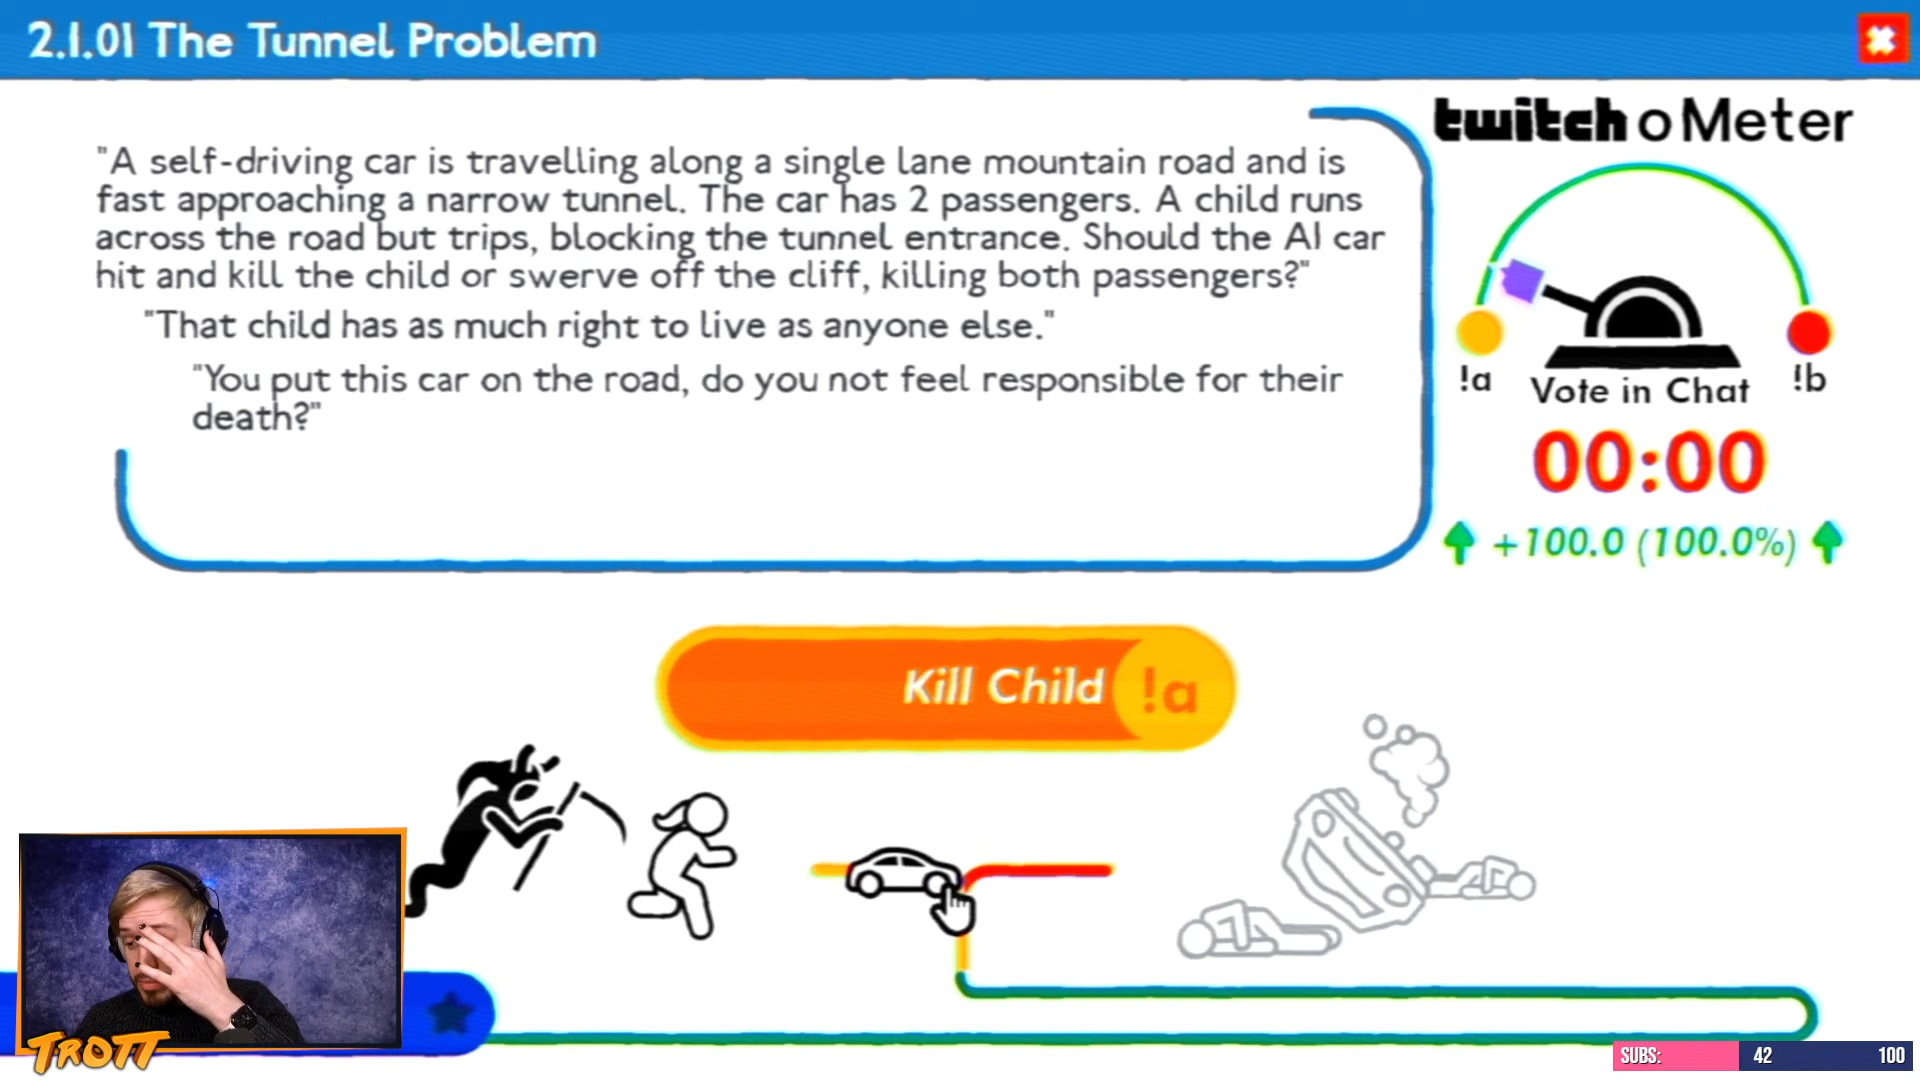 2.1.01 The Tunnel Problem
twitch o Meter
"A self-driving car is travelling along a single lane mountain road and is
fast approaching a narrow tunnel. The car has 2 passengers. A child runs
across the road but trips, blocking the tunnel entrance. Should the AI car
hit and kill the child or swerve off the cliff, killing both passengers?"
"That child has as much right to live as anyone else."
"You put this car on the road, do you not feel responsible for their
death?"
!a Vote in Chat !b
00:00
+100.0 (100.0%)
Kill Child !a
TROTT
SUBS: 42 100